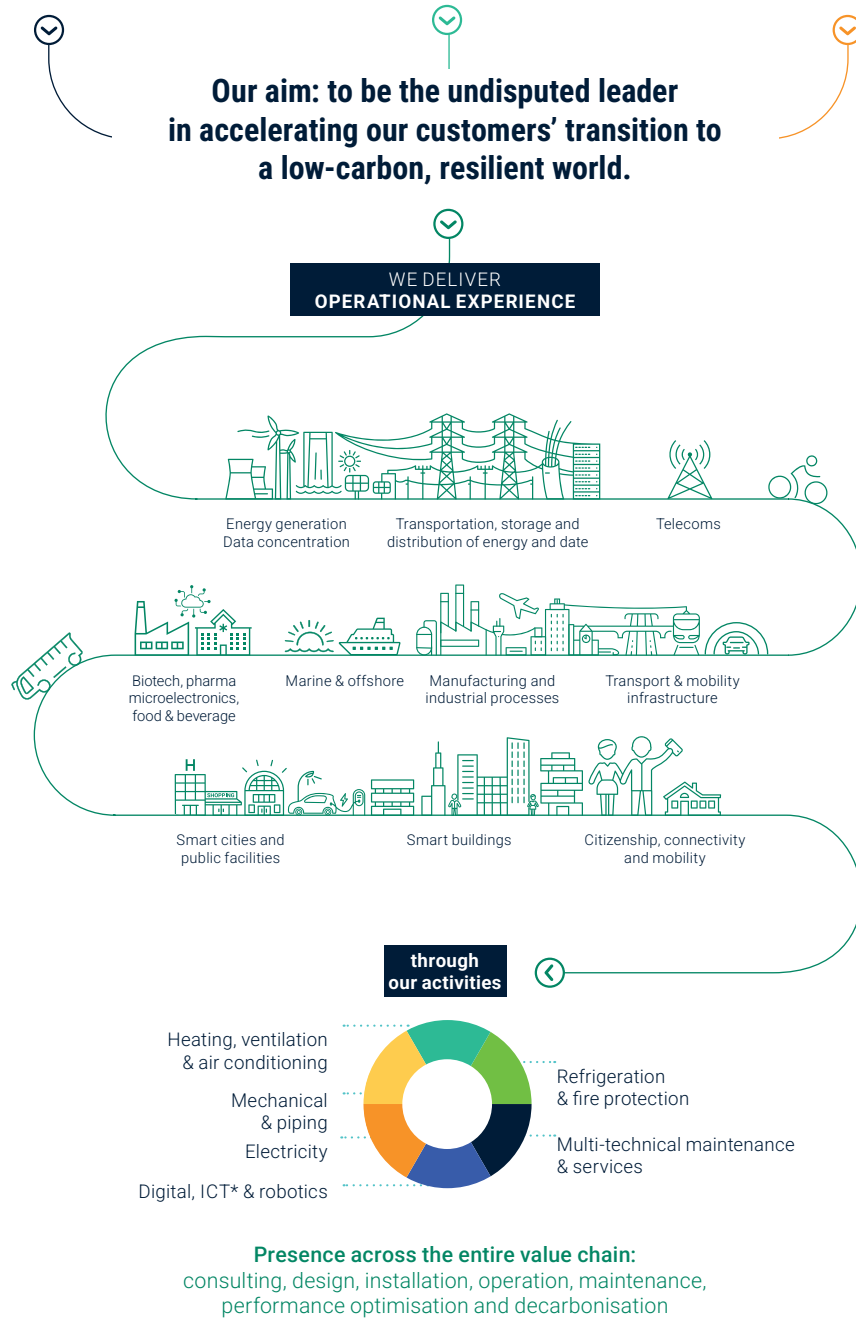 Our aim: to be the undisputed leader
in accelerating our customers’ transition to
a low-carbon, resilient world.
WE DELIVER
OPERATIONAL EXPERIENCE
Energy generation
Data concentration
Transportation, storage and
distribution of energy and date
Telecoms
Biotech, pharma
microelectronics,
food & beverage
Marine & offshore
Manufacturing and
industrial processes
Transport & mobility
infrastructure
H
SHOPPING
Smart cities and
public facilities
Smart buildings
Citizenship, connectivity
and mobility
through
our activities
Heating, ventilation
& air conditioning
Mechanical
& piping
Electricity
Digital, ICT* & robotics
Refrigeration
& fire protection
Multi-technical maintenance
& services
Presence across the entire value chain:
consulting, design, installation, operation, maintenance,
performance optimisation and decarbonisation